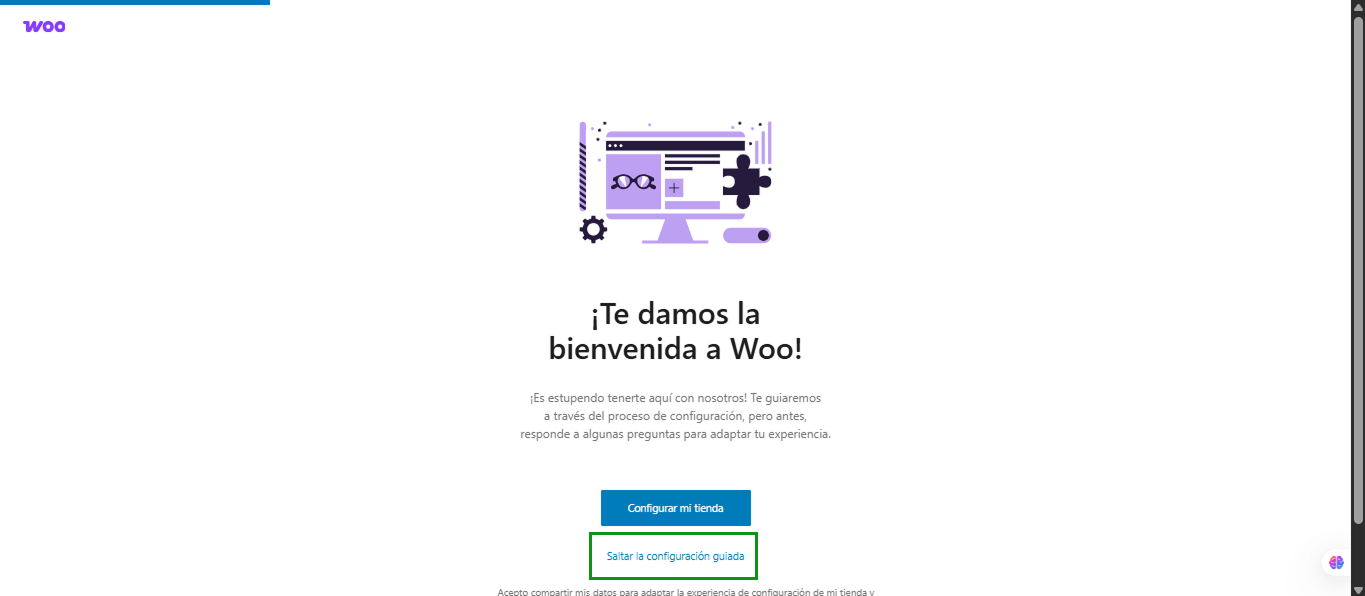 woo
¡Te damos la
bienvenida a Woo!
¡Es estupendo tenerte aquí con nosotros! Te guiaremos
a través del proceso de configuración, pero antes,
responde a algunas preguntas para adaptar tu experiencia.
Configurar mi tienda
Saltar la configuración guiada
Acepto compartir mis datos para adaptar la experiencia de configuración de mi tienda y